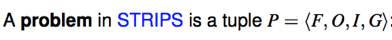 A problem in STRIPS is a tuple P = ⟨F, O, I, G⟩: